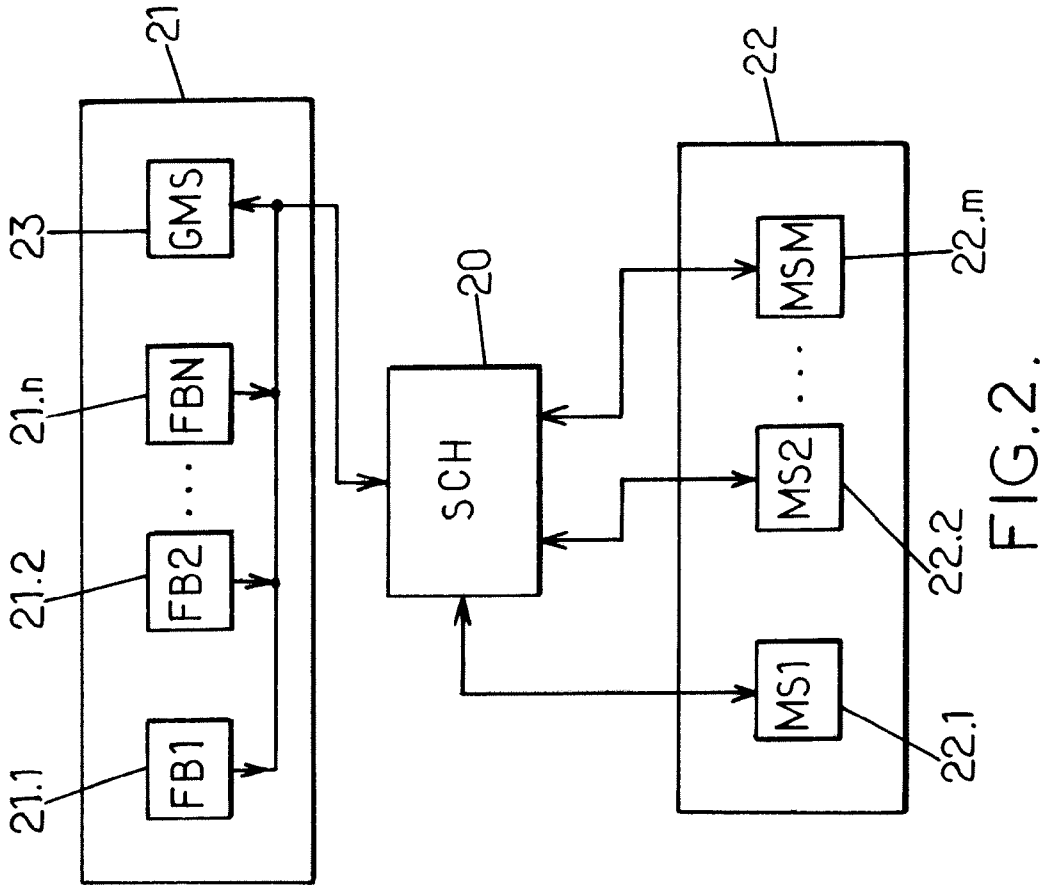 21.1
21.2
21.n
23
21
FB1
FB2
...
FBN
GMS
20
SCH
22
MS1
MS2
...
MSM
22.1
22.2
22.m
FIG.2.